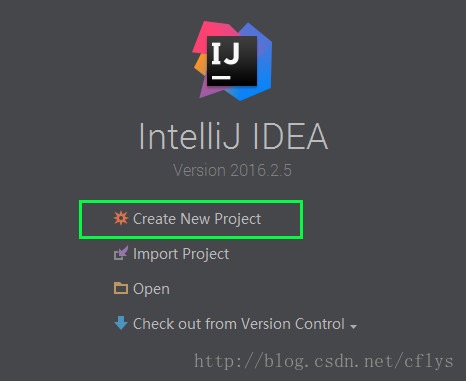 IJ
IntelliJ IDEA
Version 2016.2.5
Create New Project
Import Project
Open
Check out from Version Control
http://blog.csdn.net/cflys